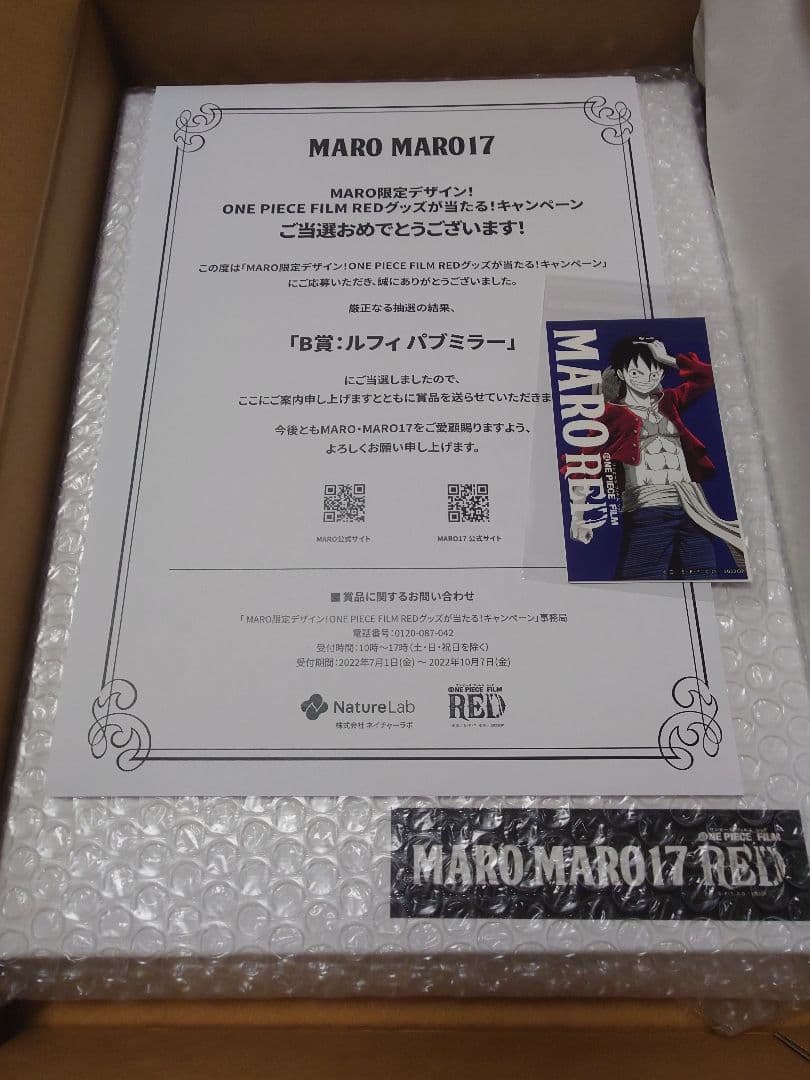 MARO MARO17
MARO限定デザイン!
ONE PIECE FILM REDグッズが当たる!キャンペーン
ご当選おめでとうございます!
この度は「MARO限定デザイン!ONE PIECE FILM REDグッズが当たる!キャンペーン」
にご応募いただき、誠にありがとうございました。
厳正なる抽選の結果、
「B賞:ルフィ パブミラー」
にご当選しましたので、
ここにご案内申し上げますとともに賞品を送らせていただきま
今後ともMARO・MARO17をご愛顧賜りますよう、
よろしくお願い申し上げます。
MARO公式サイト
MARO17 公式サイト
■賞品に関するお問い合わせ
「MARO限定デザイン!ONE PIECE FILM REDグッズが当たる!キャンペーン」事務局
電話番号:0120-087-042
受付時間:10時〜17時(土・日・祝日を除く)
受付期間:2022年7月1日(金) 〜 2022年10月7日(金)
NatureLab
株式会社 ネイチャーラボ
ONE PIECE FILM
RED
MARO RED
ONE PIECE FILM
ONE PIECE FILM
MARO MARO17 RED